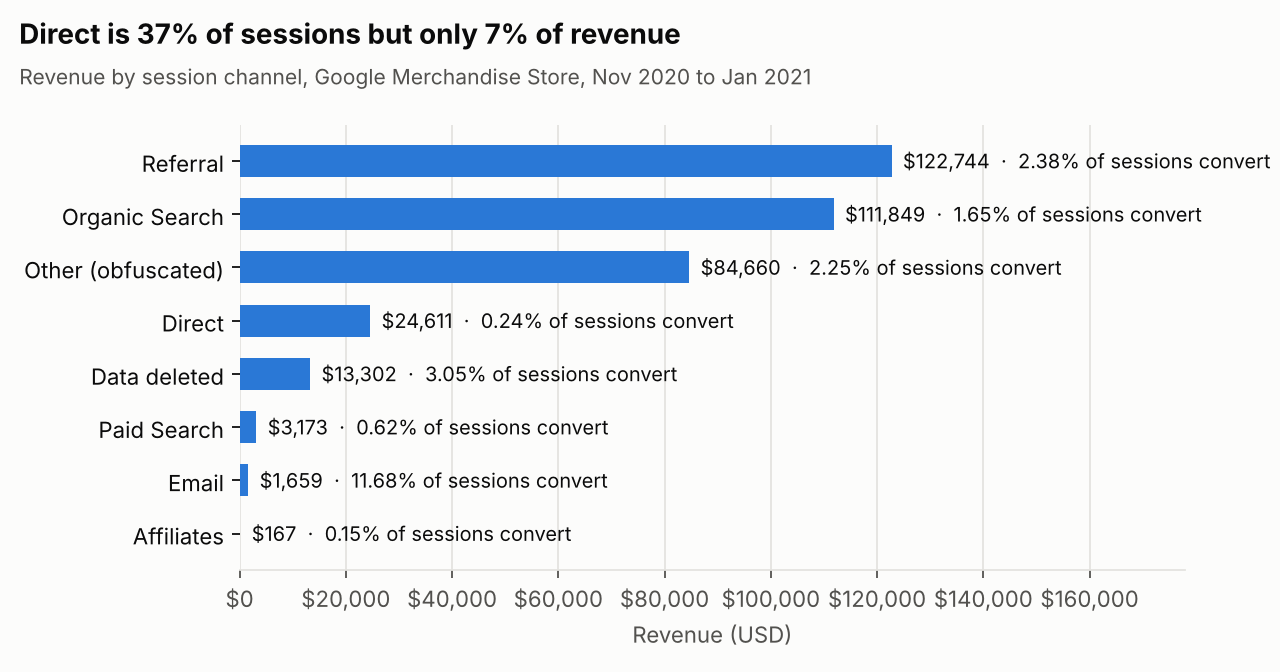 Direct is 37% of sessions but only 7% of revenue
Revenue by session channel, Google Merchandise Store, Nov 2020 to Jan 2021
Referral $122,744 · 2.38% of sessions convert
Organic Search $111,849 · 1.65% of sessions convert
Other (obfuscated) $84,660 · 2.25% of sessions convert
Direct $24,611 · 0.24% of sessions convert
Data deleted $13,302 · 3.05% of sessions convert
Paid Search $3,173 · 0.62% of sessions convert
Email $1,659 · 11.68% of sessions convert
Affiliates $167 · 0.15% of sessions convert
$0 $20,000 $40,000 $60,000 $80,000 $100,000 $120,000 $140,000 $160,000
Revenue (USD)